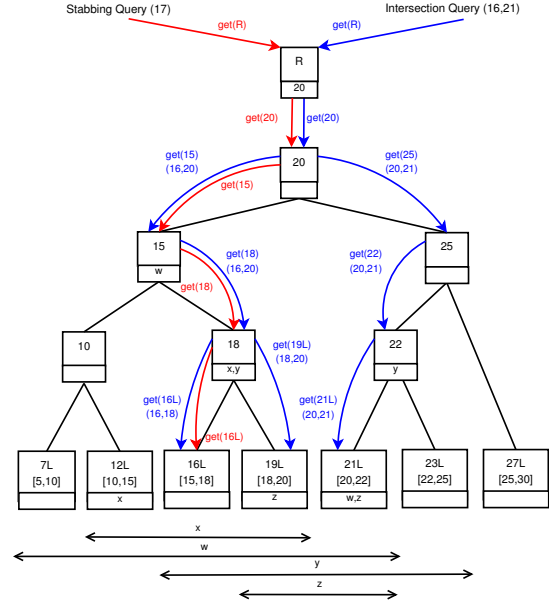 Stabbing Query (17)
Intersection Query (16,21)
get(R)
get(R)
R
20
get(20)
get(20)
20
get(15)
(16,20)
get(15)
get(25)
(20,21)
15
w
25
get(18)
(16,20)
get(18)
get(22)
(20,21)
10
18
x,y
22
y
get(19L)
(18,20)
get(16L)
(16,18)
get(16L)
get(21L)
(20,21)
7L
[5,10]
12L
[10,15]
x
16L
[15,18]
19L
[18,20]
z
21L
[20,22]
w,z
23L
[22,25]
27L
[25,30]
x
w
y
z